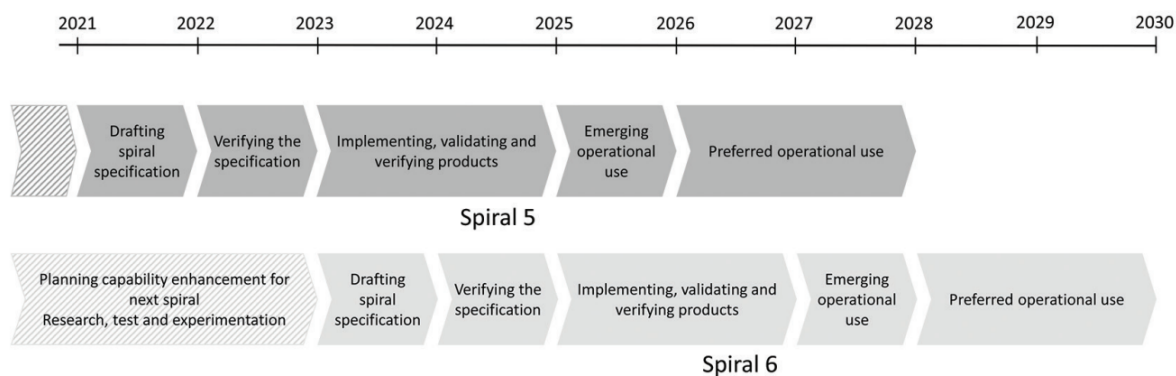 2021 2022 2023 2024 2025 2026 2027 2028 2029 2030
Drafting
spiral
specification
Verifying the
specification
Implementing, validating and
verifying products
Emerging
operational
use
Preferred operational use
Spiral 5
Planning capability enhancement for
next spiral
Research, test and experimentation
Drafting
spiral
specification
Verifying the
specification
Implementing, validating and
verifying products
Emerging
operational
use
Preferred operational use
Spiral 6